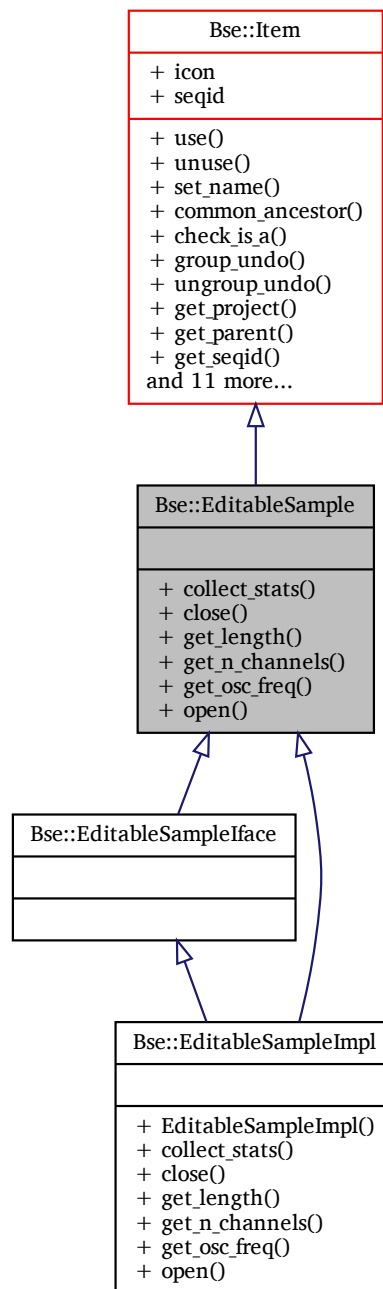 Bse::Item
+ icon
+ seqid
+ use()
+ unuse()
+ set_name()
+ common_ancestor()
+ check_is_a()
+ group_undo()
+ ungroup_undo()
+ get_project()
+ get_parent()
+ get_seqid()
and 11 more...
Bse::EditableSample
+ collect_stats()
+ close()
+ get_length()
+ get_n_channels()
+ get_osc_freq()
+ open()
Bse::EditableSampleIface
Bse::EditableSampleImpl
+ EditableSampleImpl()
+ collect_stats()
+ close()
+ get_length()
+ get_n_channels()
+ get_osc_freq()
+ open()